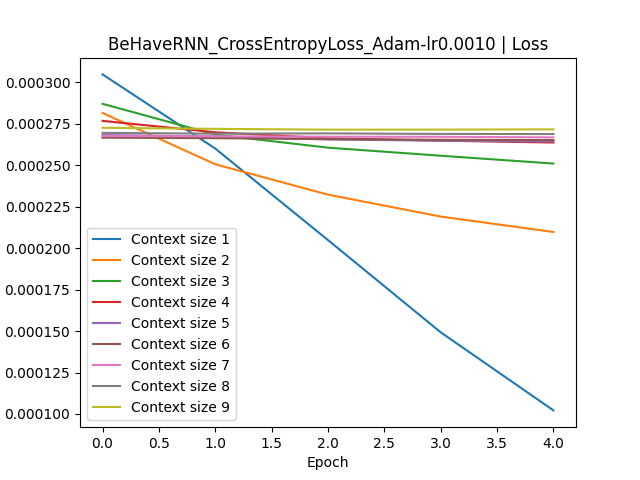 BeHaveRNN_CrossEntropyLoss_Adam-lr0.0010 | Loss
0.000300
0.000275
0.000250
0.000225
0.000200
0.000175
0.000150
0.000125
0.000100
Context size 1
Context size 2
Context size 3
Context size 4
Context size 5
Context size 6
Context size 7
Context size 8
Context size 9
0.0 0.5 1.0 1.5 2.0 2.5 3.0 3.5 4.0
Epoch